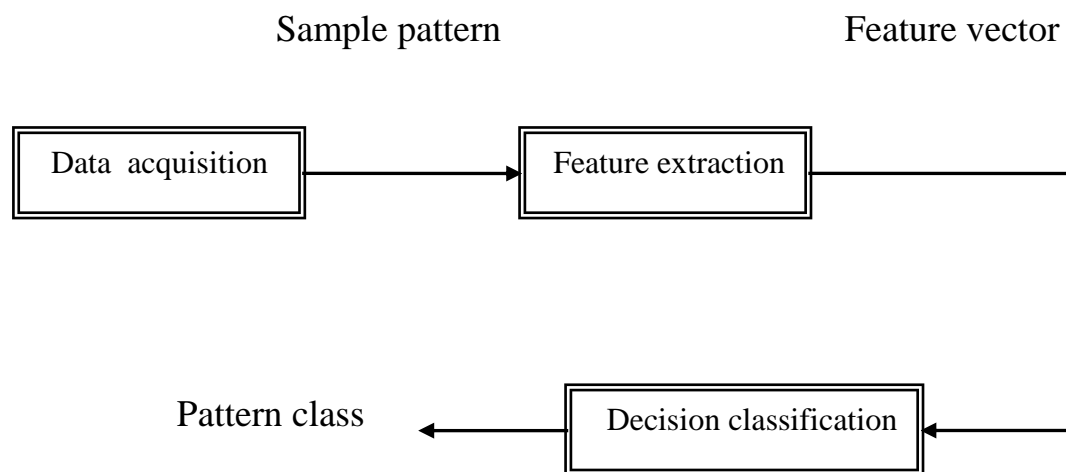 Sample pattern
Feature vector
Data acquisition
Feature extraction
Pattern class
Decision classification